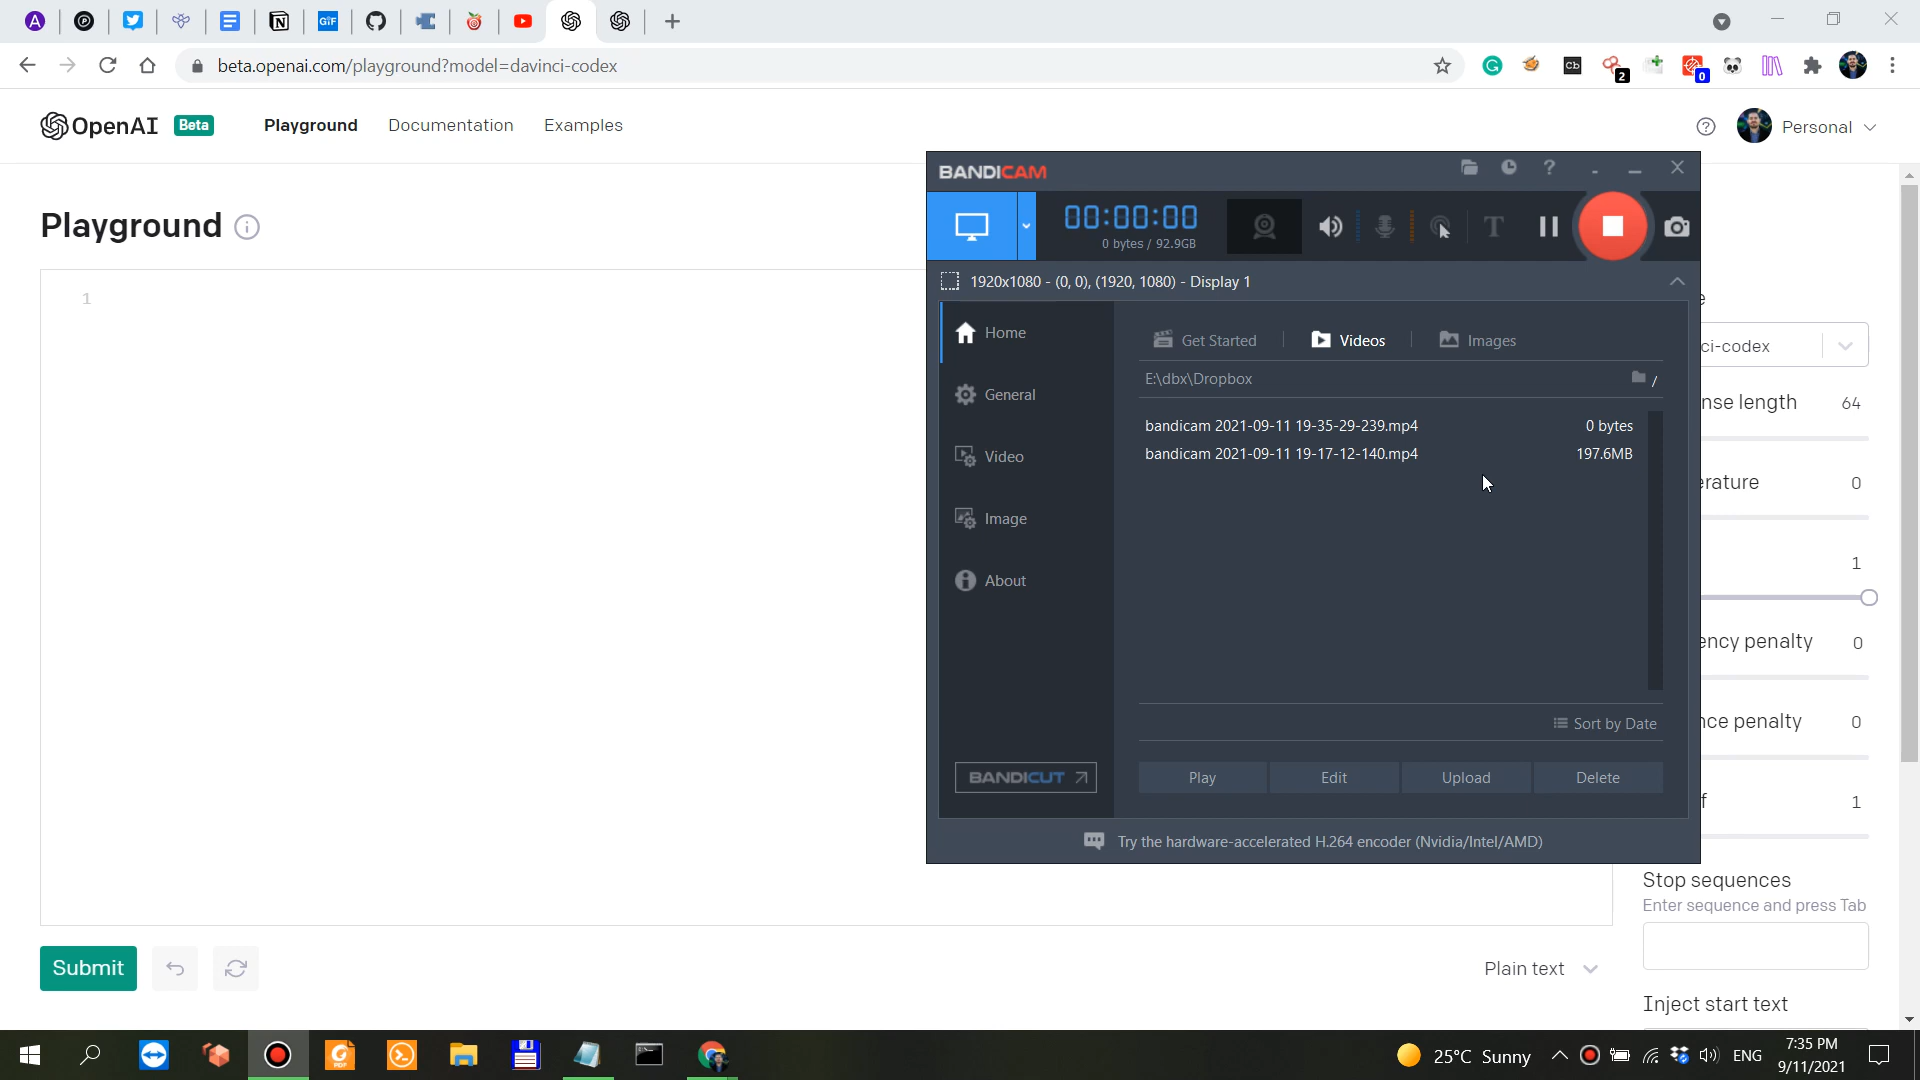 beta.openai.com/playground?model=davinci-codex
2
0
OpenAI Beta
Playground
Documentation
Examples
Personal
Playground
1
BANDICAM
00:00:00
0 bytes / 92.9GB
1920x1080 - (0, 0), (1920, 1080) - Display 1
Home
General
Video
Image
About
BANDICUT
Get Started
Videos
Images
E:\dbx\Dropbox
/
bandicam 2021-09-11 19-35-29-239.mp4
0 bytes
bandicam 2021-09-11 19-17-12-140.mp4
197.6MB
Sort by Date
Play
Edit
Upload
Delete
Try the hardware-accelerated H.264 encoder (Nvidia/Intel/AMD)
ci-codex
nse length 64
erature 0
1
ency penalty 0
nce penalty 0
f 1
Stop sequences
Enter sequence and press Tab
Inject start text
Submit
Plain text
25°C Sunny
ENG
7:35 PM
9/11/2021